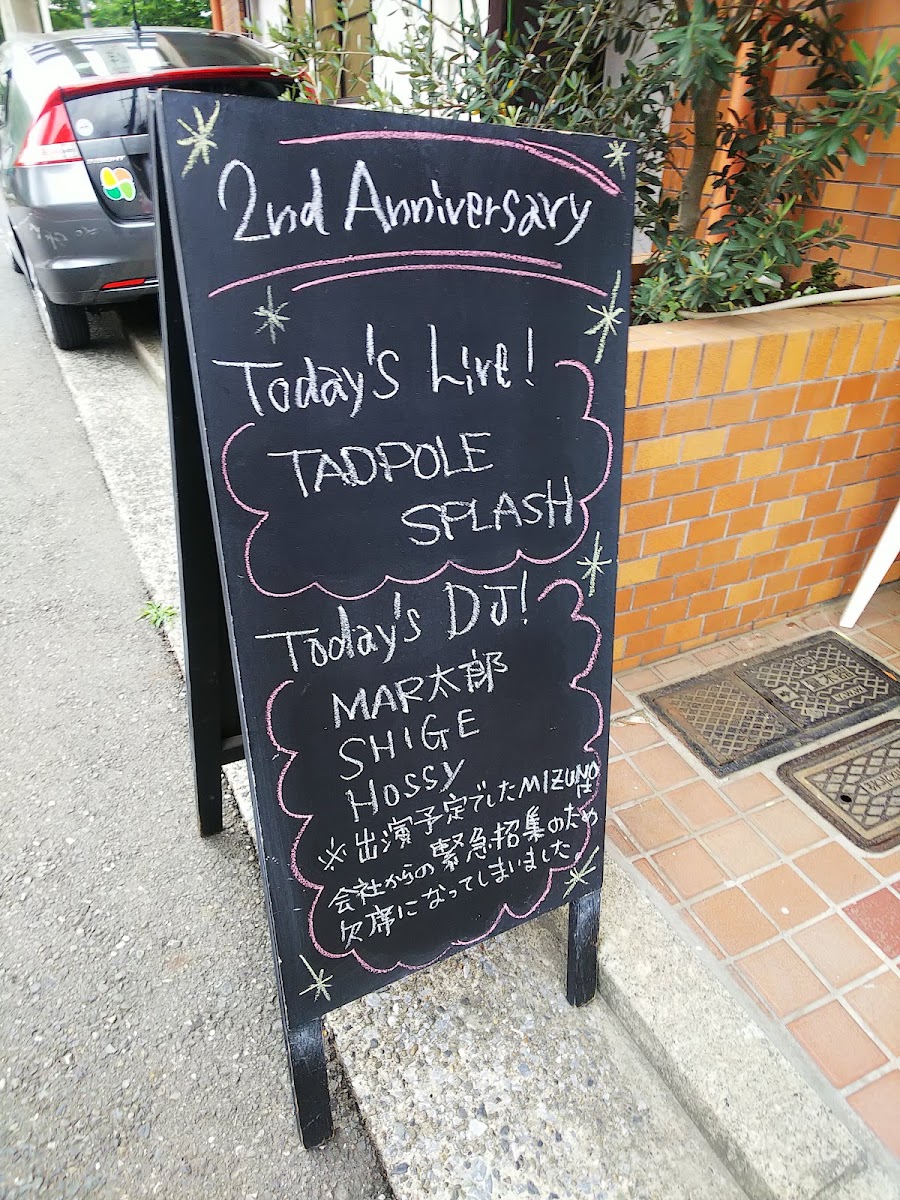 2nd Anniversary
Today's Live!
TADPOLE
SPLASH
Today's DJ!
MAR太郎
SHIGE
HOSSY
※出演予定でしたMIZUNOは
会社からの緊急招集のため
欠席になってしまいました。